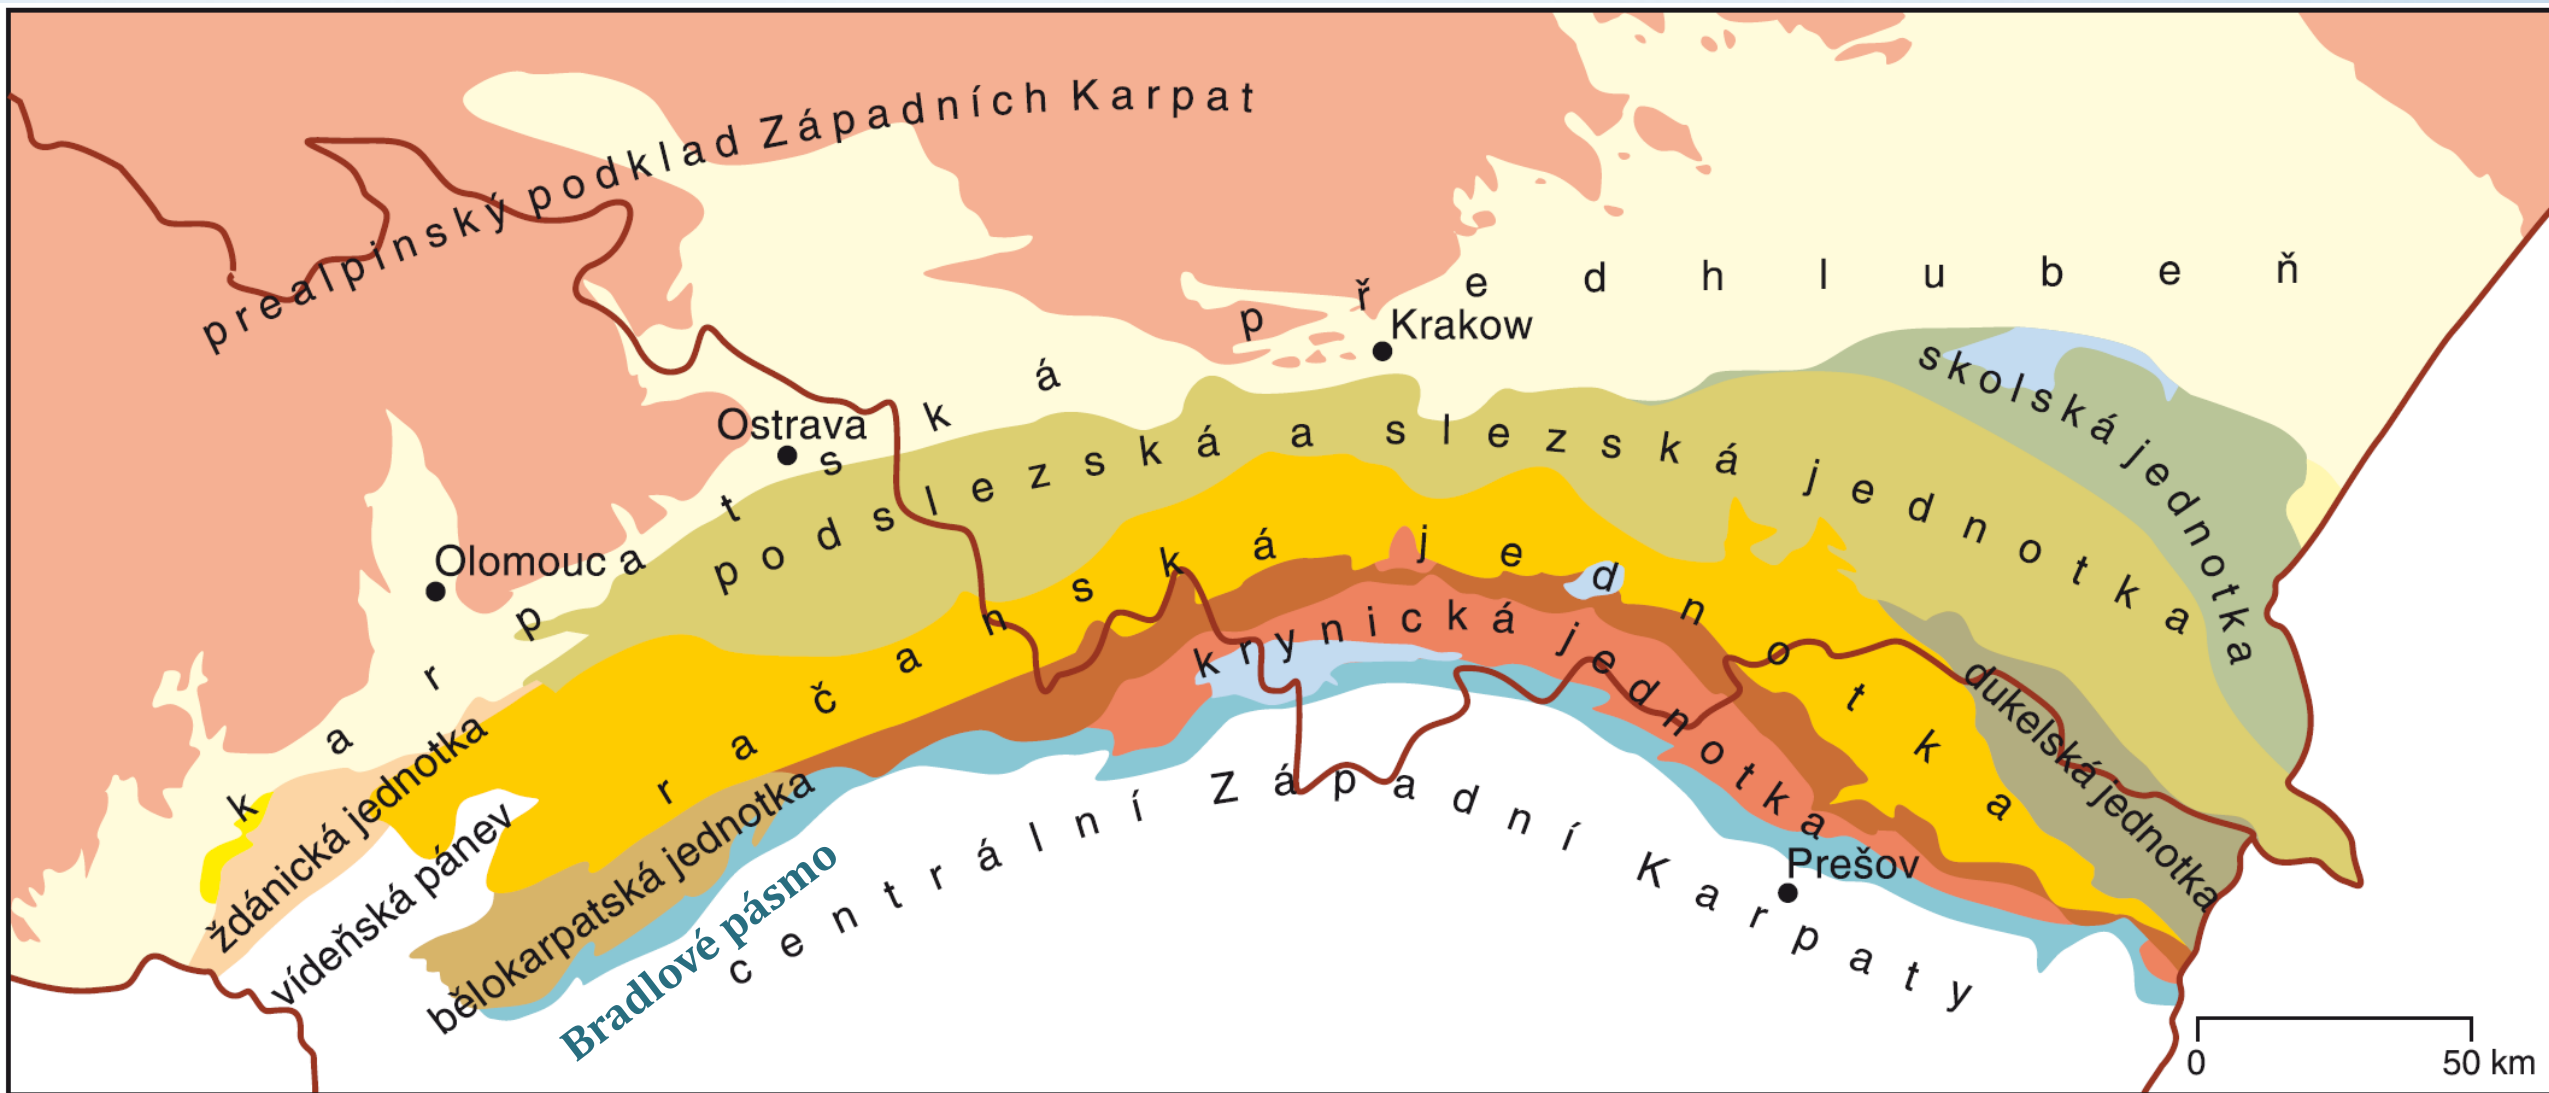 prealpinský podklad Západních Karpat
karpatská předhlubeň
Krakow
skolská jednotka
Ostrava
podslezská a slezská jednotka
Olomouc
račanská jednotka
krynická jednotka
dukelská jednotka
ždánická jednotka
vídeňská pánev
bělokarpatská jednotka
Bradlové pásmo
centrální Západní Karpaty
Prešov
0 50 km